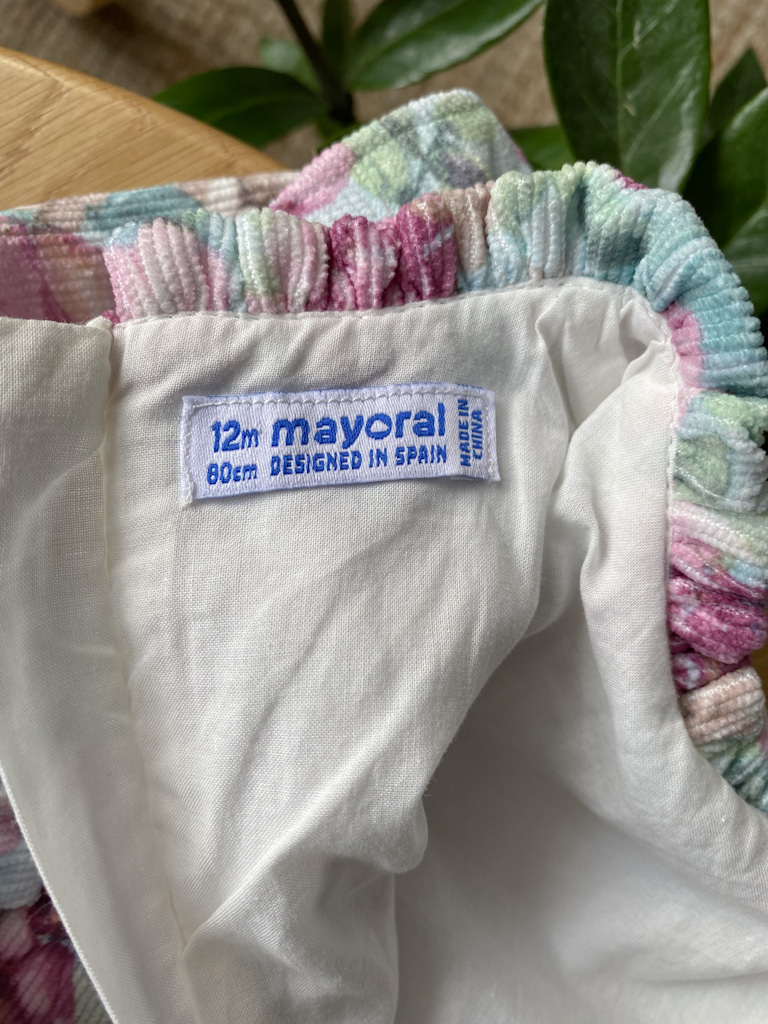 12m mayoral
80cm DESIGNED IN SPAIN
MADE IN
CHINA